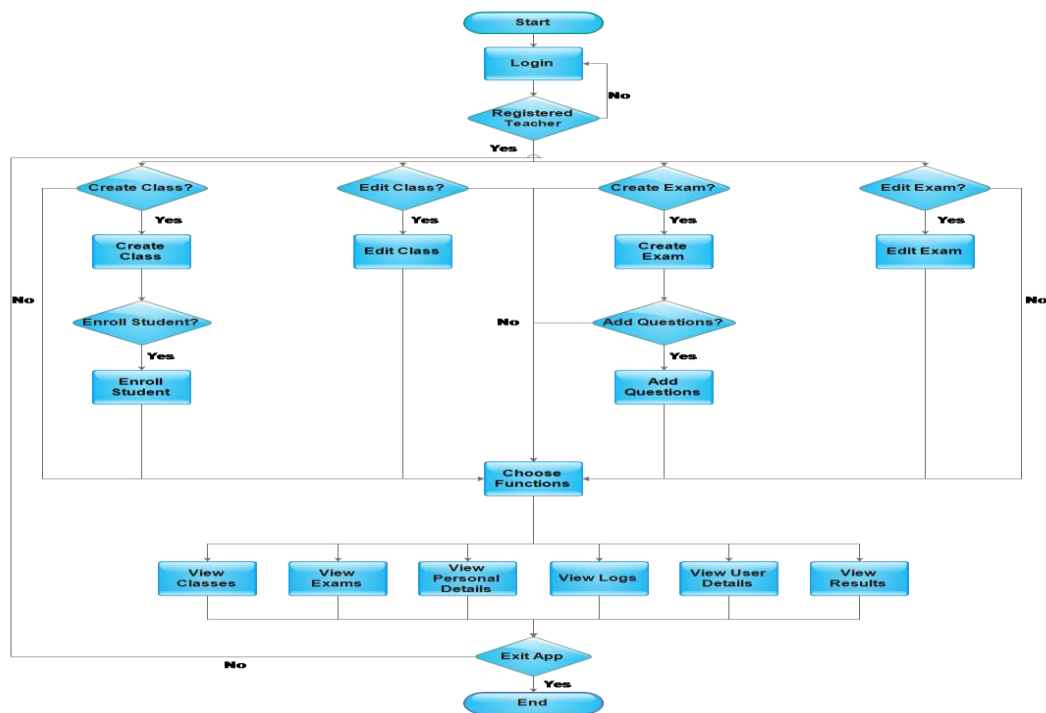 Start
Login
No
Registered
Teacher
Yes
Create Class?
Edit Class?
Create Exam?
Edit Exam?
Yes
Yes
Yes
Yes
Create
Class
Edit Class
Create
Exam
Edit Exam
No
No
No
Enroll Student?
Add Questions?
Yes
Yes
Enroll
Student
Add
Questions
Choose
Functions
View
Classes
View
Exams
View
Personal
Details
View Logs
View User
Details
View
Results
Exit App
No
Yes
End